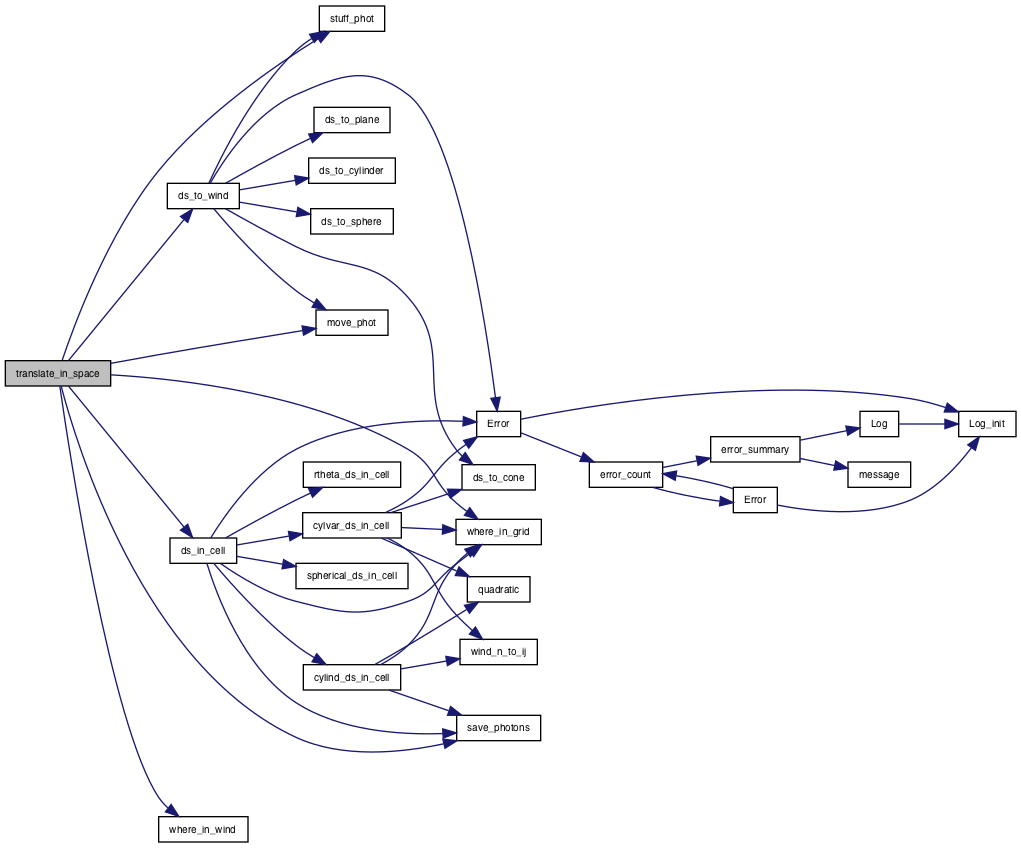 stuff_phot
ds_to_plane
ds_to_cylinder
ds_to_wind
ds_to_sphere
move_phot
translate_in_space
Error
Log
Log_init
error_summary
rtheta_ds_in_cell
ds_to_cone
error_count
message
Error
cylvar_ds_in_cell
where_in_grid
ds_in_cell
spherical_ds_in_cell
quadratic
wind_n_to_ij
cylind_ds_in_cell
save_photons
where_in_wind